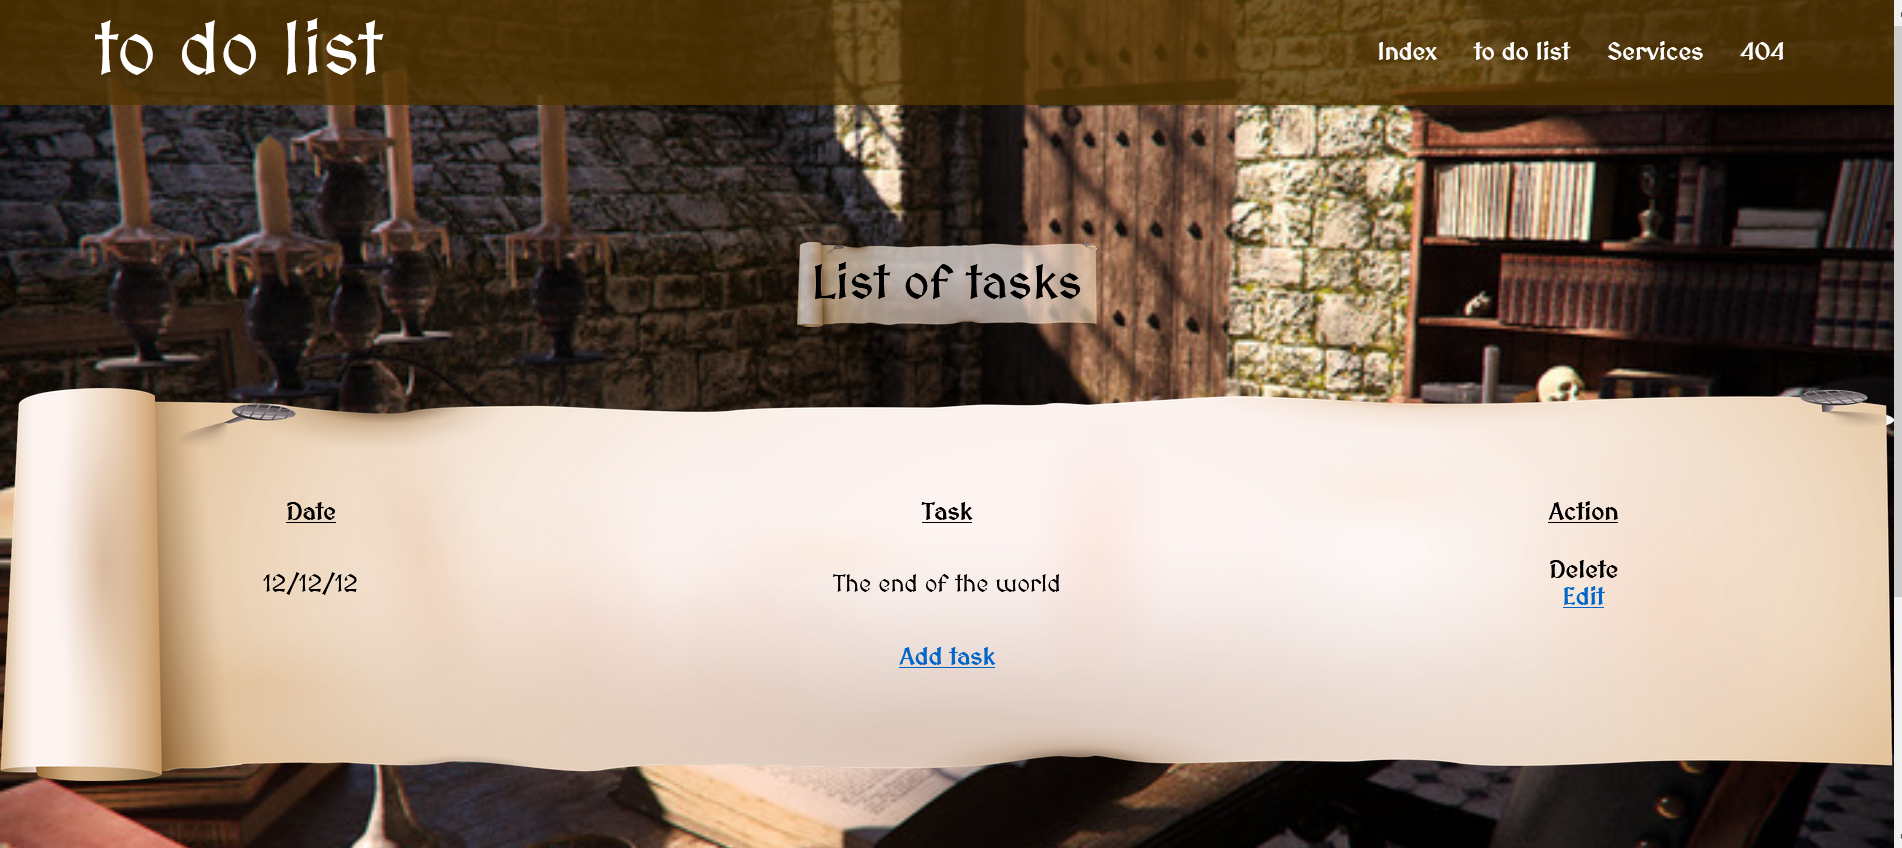 to do list
Index to do list Services 404
List of tasks
Date Task Action
12/12/12 The end of the world Delete
Edit
Add task